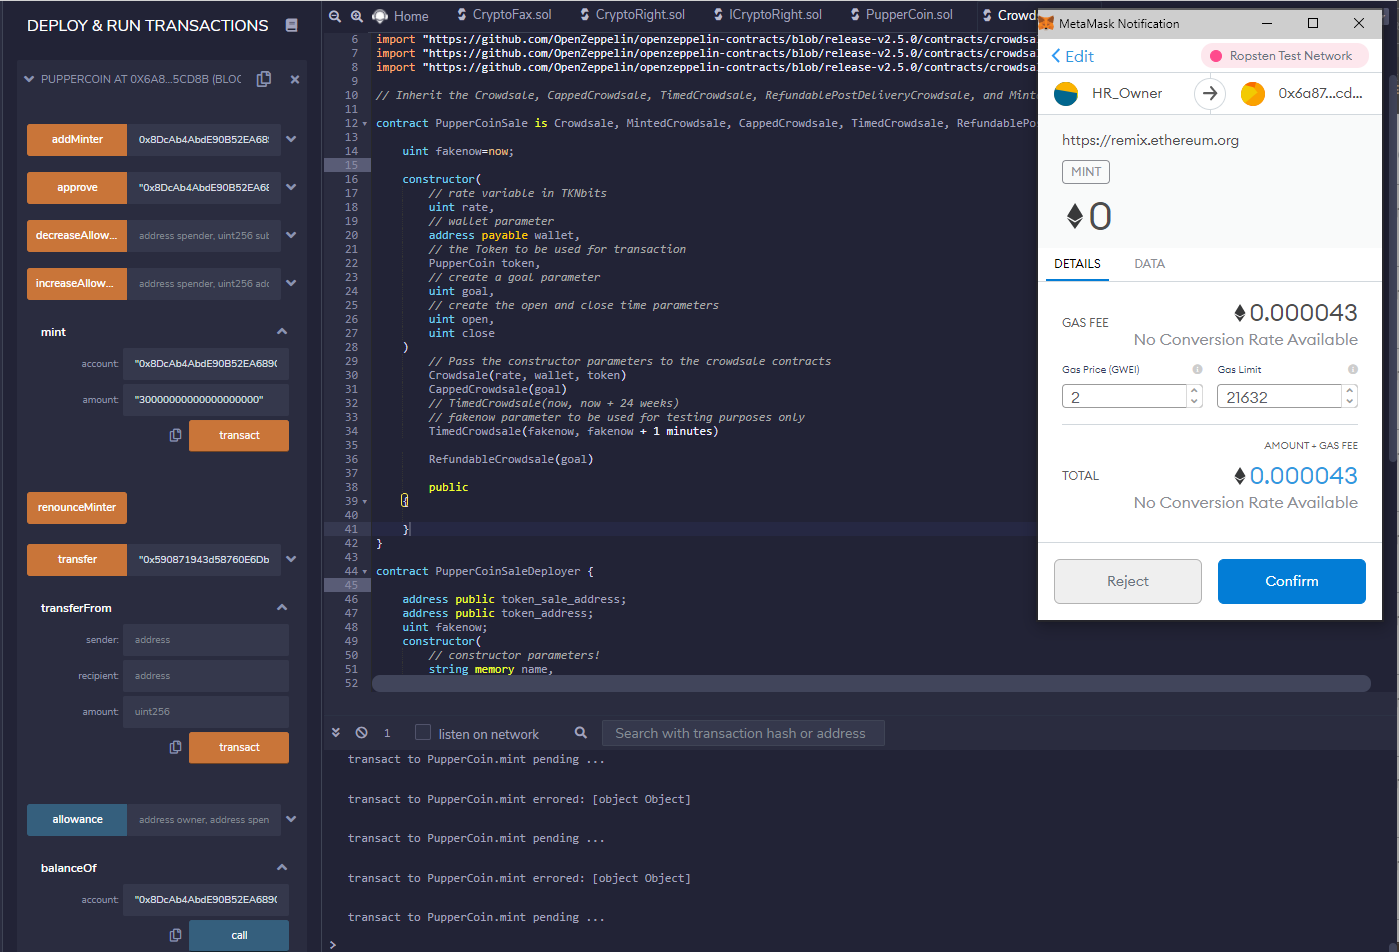 DEPLOY & RUN TRANSACTIONS
PUPPERCOIN AT 0X6A8...5CD8B (BLOC
addMinter 0x8DcAb4AbdE90B52EA68
approve "0x8DcAb4AbdE90B52EA6
decreaseAllow... address spender, uint256 sub
increaseAllow... address spender, uint256 add
mint
account: "0x8DcAb4AbdE90B52EA689
amount: "30000000000000000000"
transact
renounceMinter
transfer "0x590871943d58760E6Db
transferFrom
sender: address
recipient: address
amount: uint256
transact
allowance address owner, address spen
balanceOf
account: "0x8DcAb4AbdE90B52EA689
call
Home CryptoFax.sol CryptoRight.sol ICryptoRight.sol PupperCoin.sol Crowd
6 import "https://github.com/OpenZeppelin/openzeppelin-contracts/blob/release-v2.5.0/contracts/crowdsa
7 import "https://github.com/OpenZeppelin/openzeppelin-contracts/blob/release-v2.5.0/contracts/crowdsa
8 import "https://github.com/OpenZeppelin/openzeppelin-contracts/blob/release-v2.5.0/contracts/crowdsa
9
10 // Inherit the Crowdsale, CappedCrowdsale, TimedCrowdsale, RefundablePostDeliveryCrowdsale, and Mint
11
12 contract PupperCoinSale is Crowdsale, MintedCrowdsale, CappedCrowdsale, TimedCrowdsale, RefundablePos
13
14 uint fakenow=now;
15
16 constructor(
17 // rate variable in TKNbits
18 uint rate,
19 // wallet parameter
20 address payable wallet,
21 // the Token to be used for transaction
22 PupperCoin token,
23 // create a goal parameter
24 uint goal,
25 // create the open and close time parameters
26 uint open,
27 uint close
28 )
29 // Pass the constructor parameters to the crowdsale contracts
30 Crowdsale(rate, wallet, token)
31 CappedCrowdsale(goal)
32 // TimedCrowdsale(now, now + 24 weeks)
33 // fakenow parameter to be used for testing purposes only
34 TimedCrowdsale(fakenow, fakenow + 1 minutes)
35
36 RefundableCrowdsale(goal)
37
38 public
39 {
40
41 }
42 }
43
44 contract PupperCoinSaleDeployer {
45
46 address public token_sale_address;
47 address public token_address;
48 uint fakenow;
49 constructor(
50 // constructor parameters!
51 string memory name,
52
1 listen on network Search with transaction hash or address
transact to PupperCoin.mint pending ...
transact to PupperCoin.mint errored: [object Object]
transact to PupperCoin.mint pending ...
transact to PupperCoin.mint errored: [object Object]
transact to PupperCoin.mint pending ...
>
MetaMask Notification
Edit Ropsten Test Network
HR_Owner 0x6a87...cd...
https://remix.ethereum.org
MINT
0
DETAILS DATA
GAS FEE 0.000043
No Conversion Rate Available
Gas Price (GWEI) Gas Limit
2 21632
AMOUNT + GAS FEE
TOTAL 0.000043
No Conversion Rate Available
Reject Confirm